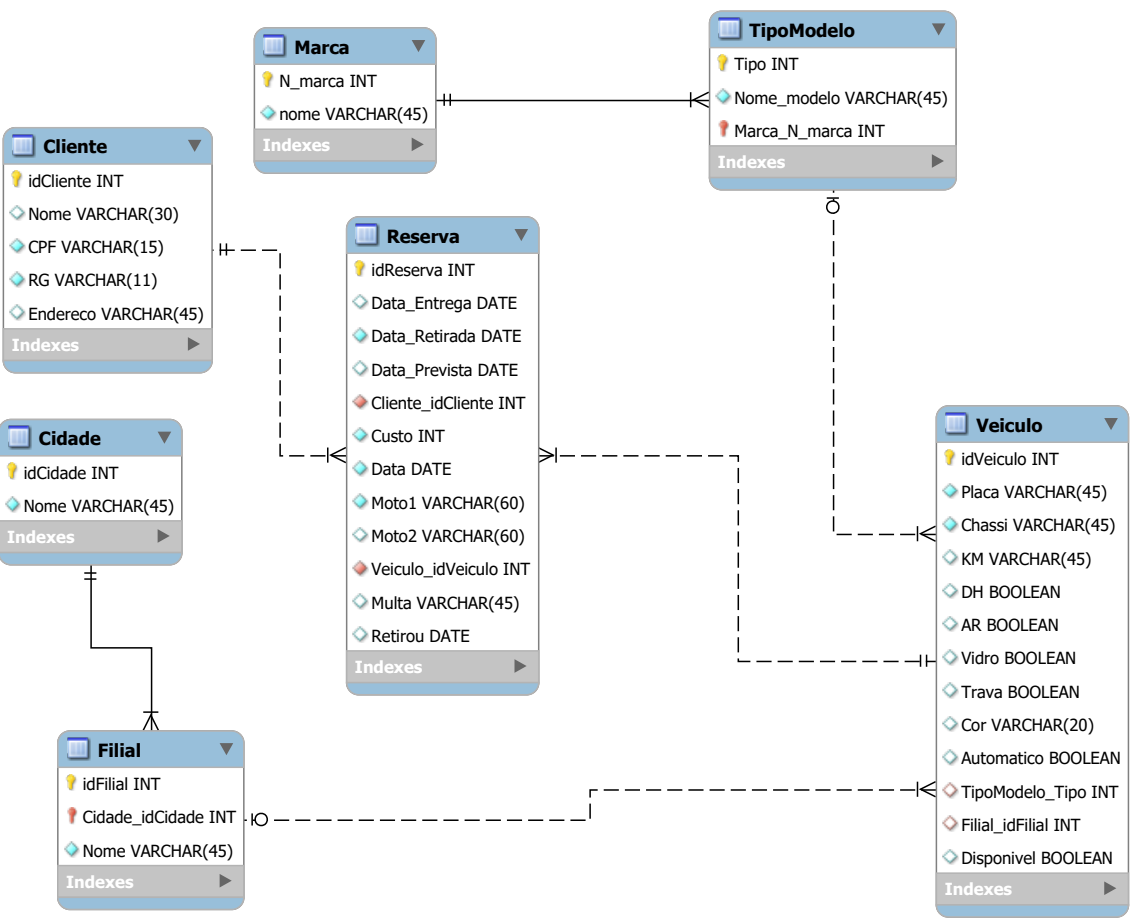 Marca
N_marca INT
nome VARCHAR(45)
Indexes
TipoModelo
Tipo INT
Nome_modelo VARCHAR(45)
Marca_N_marca INT
Indexes
Cliente
idCliente INT
Nome VARCHAR(30)
CPF VARCHAR(15)
RG VARCHAR(11)
Endereco VARCHAR(45)
Indexes
Reserva
idReserva INT
Data_Entrega DATE
Data_Retirada DATE
Data_Prevista DATE
Cliente_idCliente INT
Custo INT
Data DATE
Moto1 VARCHAR(60)
Moto2 VARCHAR(60)
Veiculo_idVeiculo INT
Multa VARCHAR(45)
Retirou DATE
Indexes
Cidade
idCidade INT
Nome VARCHAR(45)
Indexes
Veiculo
idVeiculo INT
Placa VARCHAR(45)
Chassi VARCHAR(45)
KM VARCHAR(45)
DH BOOLEAN
AR BOOLEAN
Vidro BOOLEAN
Trava BOOLEAN
Cor VARCHAR(20)
Automatico BOOLEAN
TipoModelo_Tipo INT
Filial_idFilial INT
Disponivel BOOLEAN
Indexes
Filial
idFilial INT
Cidade_idCidade INT
Nome VARCHAR(45)
Indexes